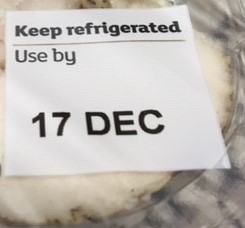 Keep refrigerated
Use by
17 DEC